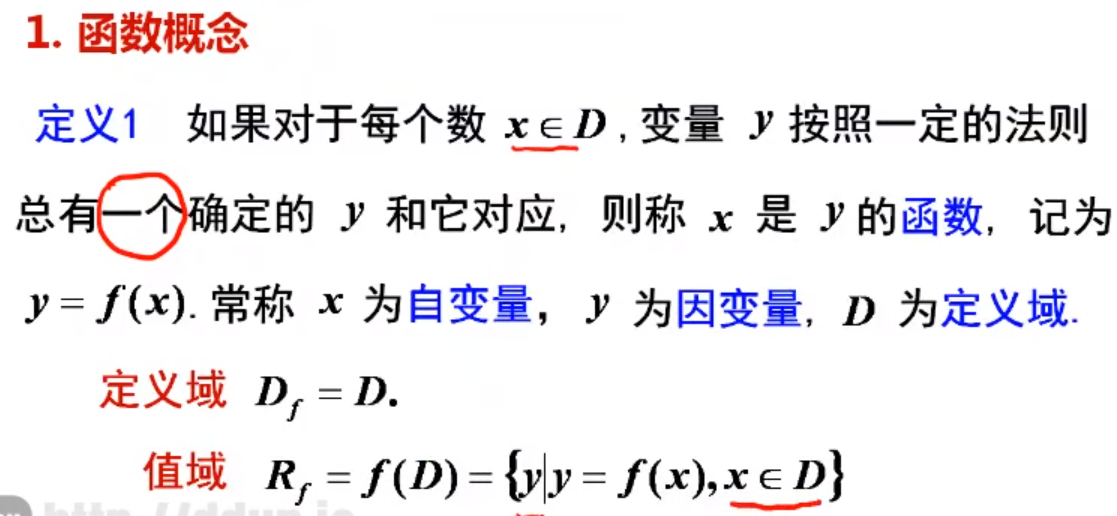 1. 函数概念
定义1 如果对于每个数 x∈D , 变量 y 按照一定的法则
总有一个确定的 y 和它对应, 则称 x 是 y 的函数, 记为
y = f(x). 常称 x 为自变量, y 为因变量, D 为定义域.
定义域 D_f = D.
值域 R_f = f(D) = {y|y = f(x), x∈D}